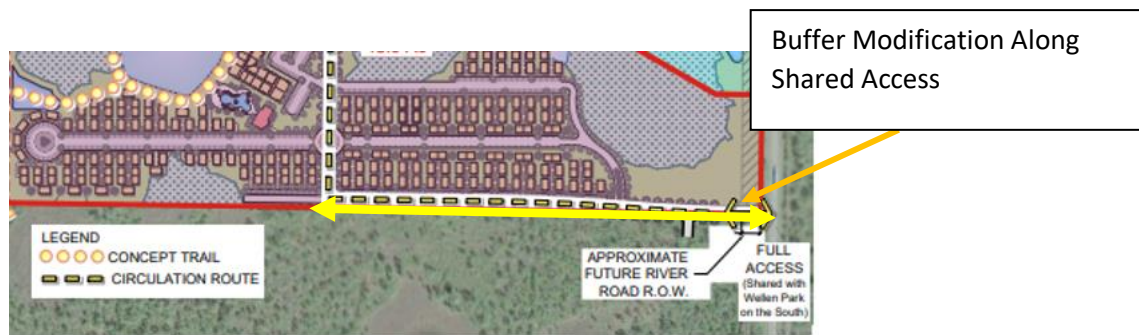 Buffer Modification Along
Shared Access
LEGEND
CONCEPT TRAIL
CIRCULATION ROUTE
APPROXIMATE
FUTURE RIVER
ROAD R.O.W.
FULL
ACCESS
(Shared with
Wellen Park
on the South)